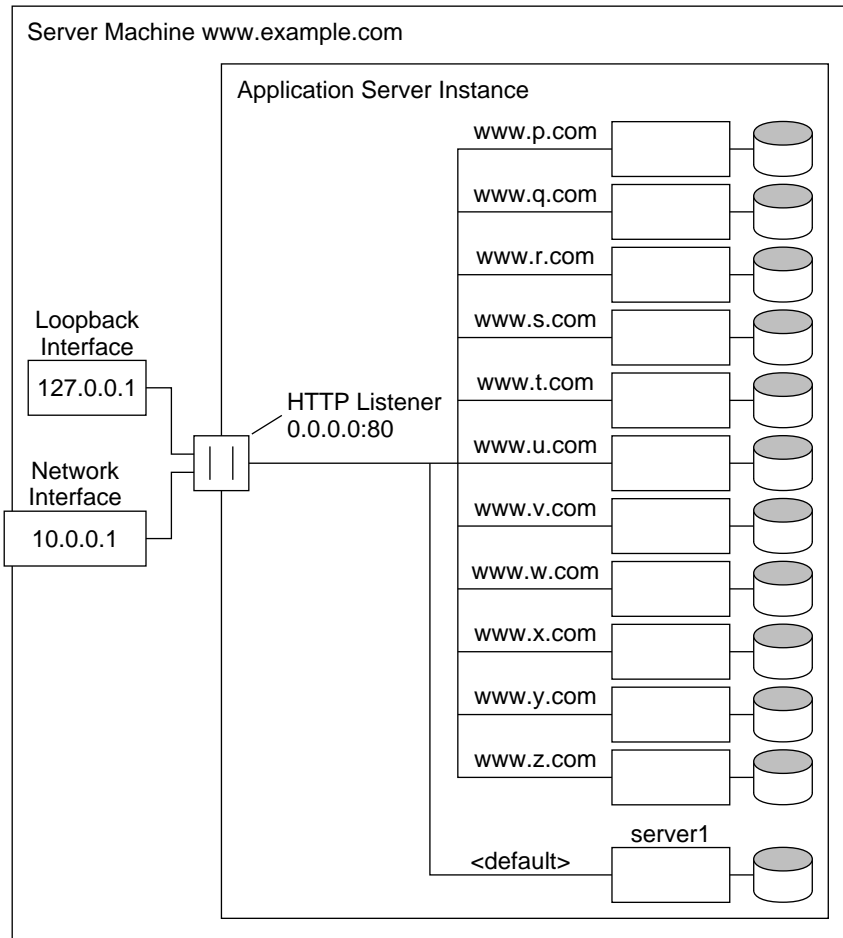 Server Machine www.example.com
Application Server Instance
www.p.com
www.q.com
www.r.com
www.s.com
www.t.com
www.u.com
www.v.com
www.w.com
www.x.com
www.y.com
www.z.com
Loopback
Interface
127.0.0.1
HTTP Listener
0.0.0.0:80
Network
Interface
10.0.0.1
server1
<default>